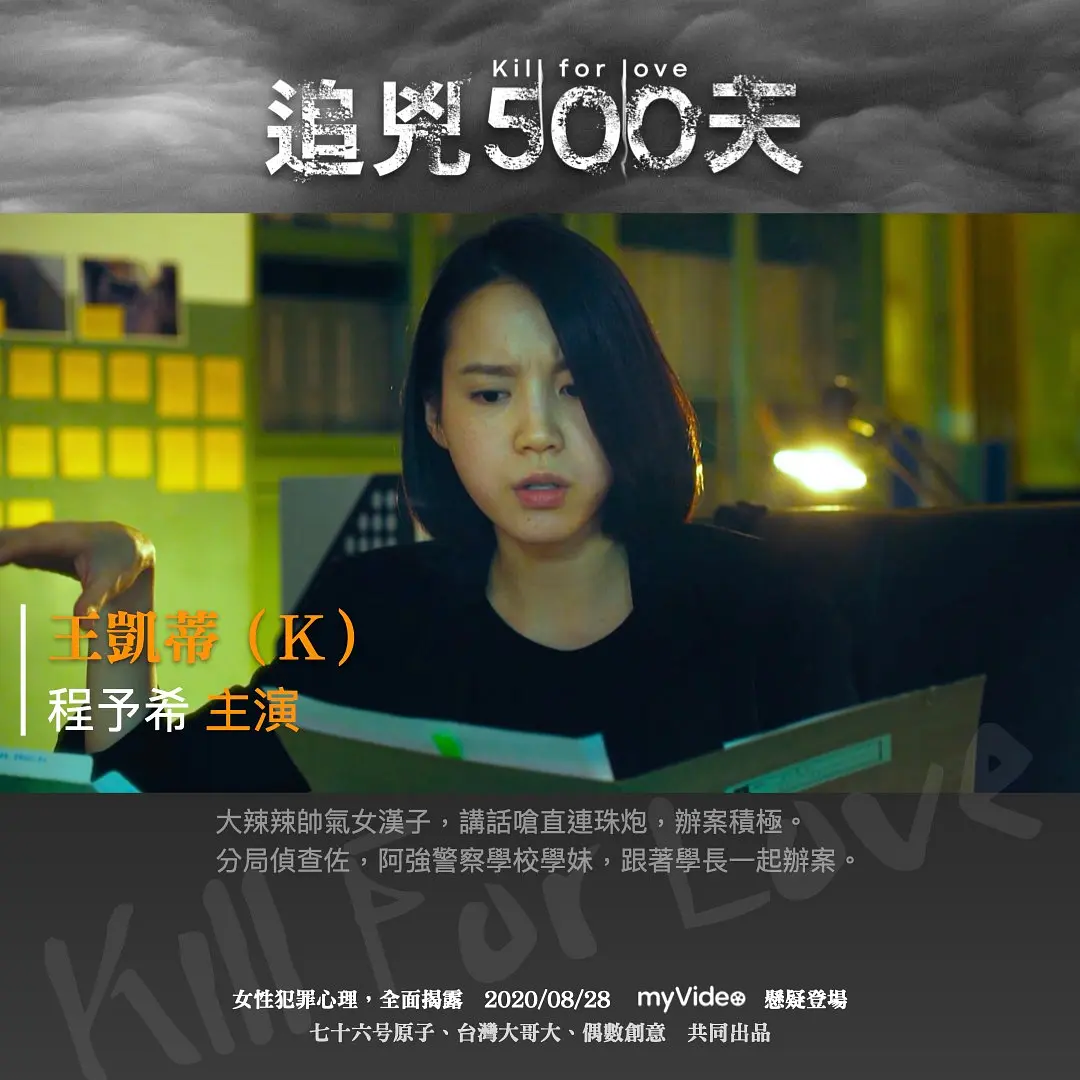 Kill for love
追兇500天
王凱蒂（K）
程予希 主演
大辣辣帥氣女漢子，講話嗆直連珠炮，辦案積極。
分局偵查佐，阿強警察學校學妹，跟著學長一起辦案。
Kill For Love
女性犯罪心理，全面揭露 2020/08/28 myVideo 懸疑登場
七十六号原子、台灣大哥大、偶數創意 共同出品